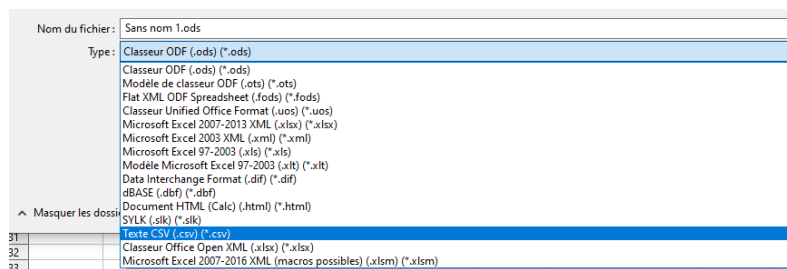 Nom du fichier : Sans nom 1.ods
Type : Classeur ODF (.ods) (*.ods)
Classeur ODF (.ods) (*.ods)
Modèle de classeur ODF (.ots) (*.ots)
Flat XML ODF Spreadsheet (.fods) (*.fods)
Classeur Unified Office Format (.uos) (*.uos)
Microsoft Excel 2007-2013 XML (.xlsx) (*.xlsx)
Microsoft Excel 2003 XML (.xml) (*.xml)
Microsoft Excel 97-2003 (.xls) (*.xls)
Modèle Microsoft Excel 97-2003 (.xlt) (*.xlt)
Data Interchange Format (.dif) (*.dif)
dBASE (.dbf) (*.dbf)
Masquer les dossi Document HTML (Calc) (.html) (*.html)
SYLK (.slk) (*.slk)
31 Texte CSV (.csv) (*.csv)
32 Classeur Office Open XML (.xlsx) (*.xlsx)
33 Microsoft Excel 2007-2016 XML (macros possibles) (.xlsm) (*.xlsm)